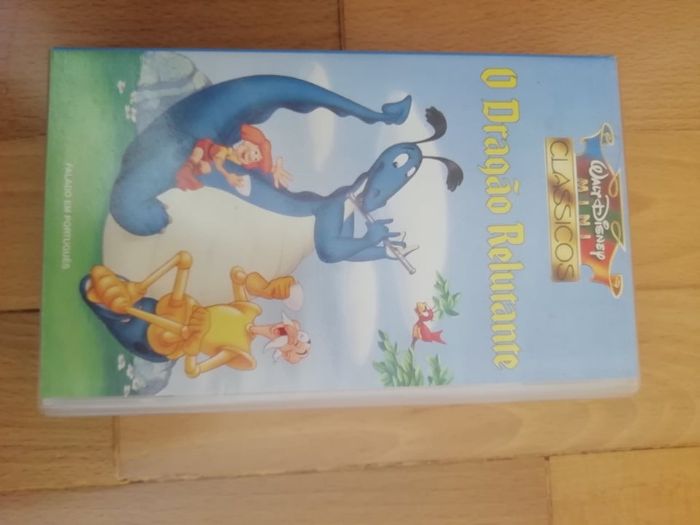 WALT DISNEY
MINI
CLÁSSICOS
O Dragão Relutante
FALADO EM PORTUGUÊS